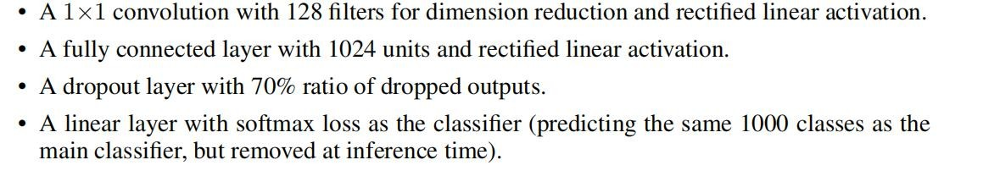 • A 1×1 convolution with 128 filters for dimension reduction and rectified linear activation.
• A fully connected layer with 1024 units and rectified linear activation.
• A dropout layer with 70% ratio of dropped outputs.
• A linear layer with softmax loss as the classifier (predicting the same 1000 classes as the
main classifier, but removed at inference time).